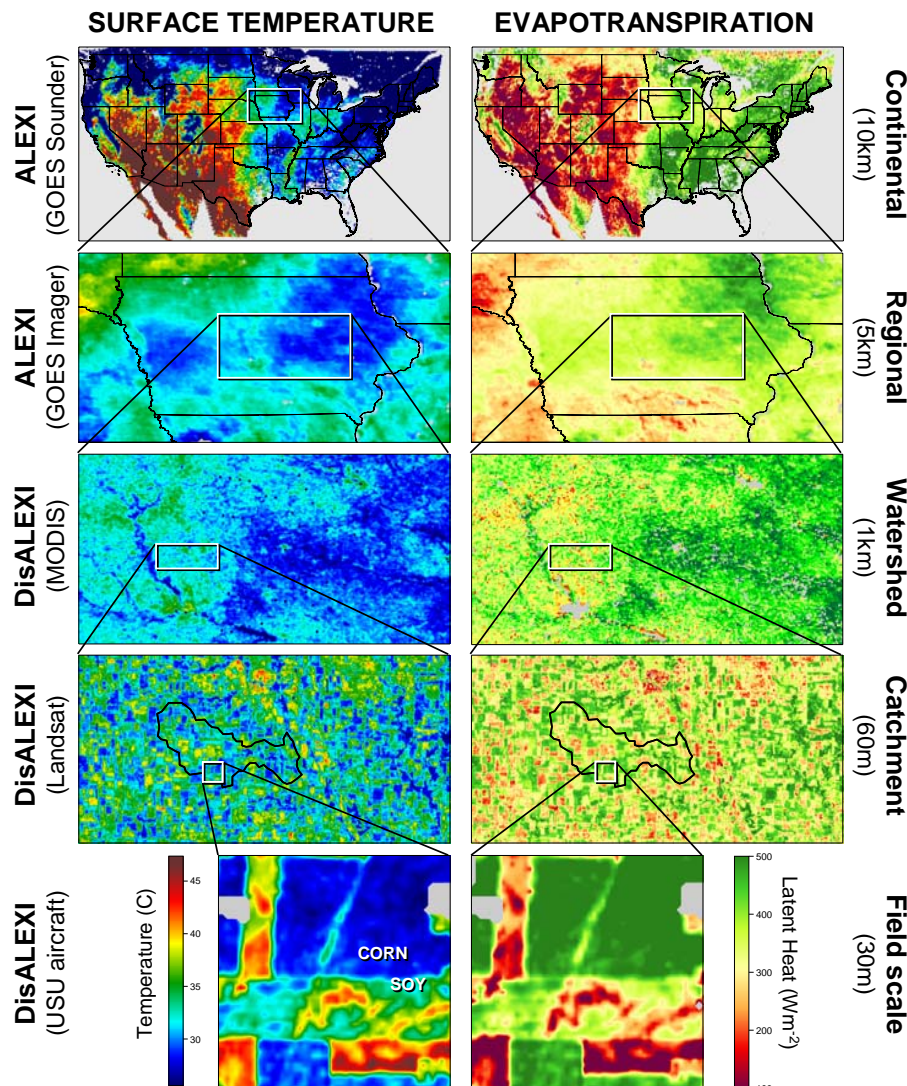 SURFACE TEMPERATURE
EVAPOTRANSPIRATION
ALEXI
(GOES Sounder)
Continental
(10km)
ALEXI
(GOES Imager)
Regional
(5km)
DisALEXI
(MODIS)
Watershed
(1km)
DisALEXI
(Landsat)
Catchment
(60m)
DisALEXI
(USU aircraft)
Temperature (C)
45
40
35
30
CORN
SOY
500
400
300
200
Latent Heat (Wm-2)
Field scale
(30m)